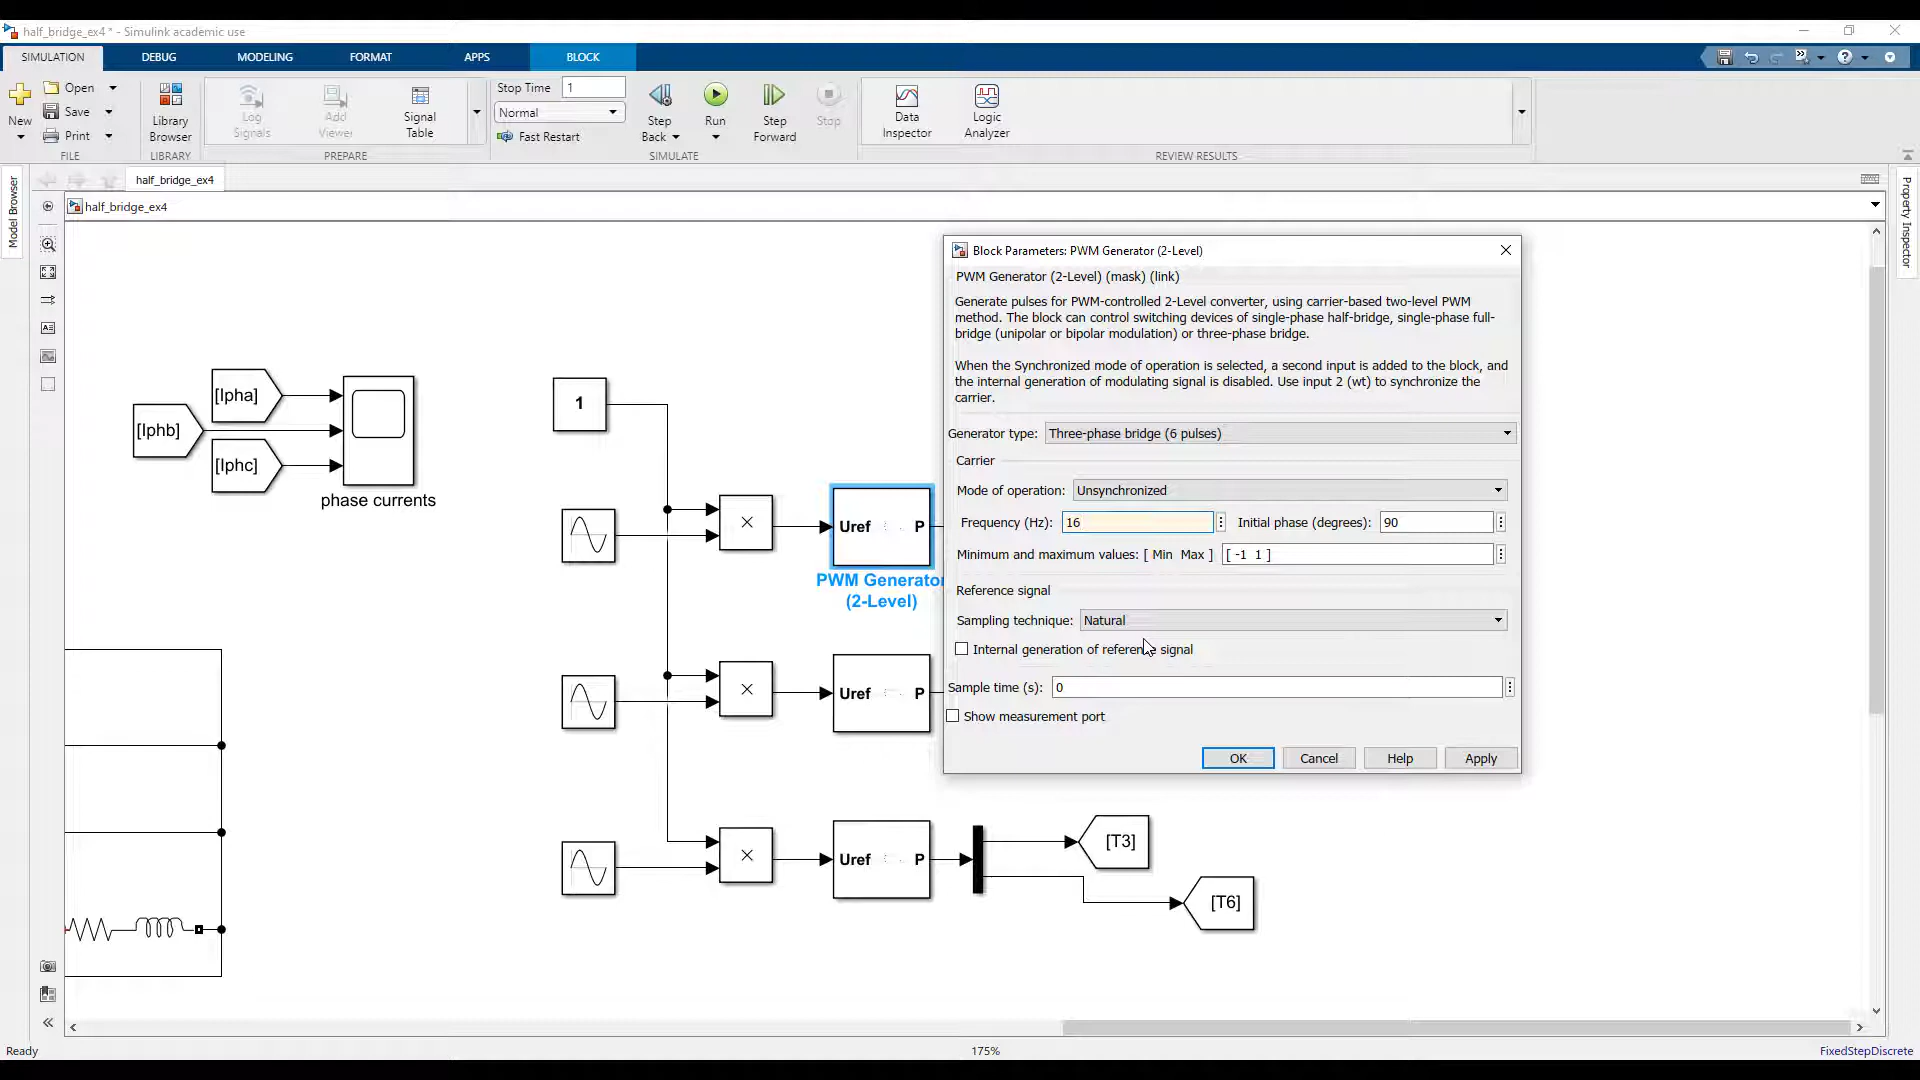 half_bridge_ex4 * - Simulink academic use
SIMULATION DEBUG MODELING FORMAT APPS BLOCK
New
Open
Save
Print
FILE
Library Browser
LIBRARY
Log Signals
Add Viewer
Signal Table
PREPARE
Stop Time 1
Normal
Fast Restart
Step Back
Run
Step Forward
Stop
SIMULATE
Data Inspector
Logic Analyzer
REVIEW RESULTS
Model Browser
half_bridge_ex4
half_bridge_ex4
Property Inspector
[Ipha]
[Iphb]
[Iphc]
phase currents
1
×
Uref P
PWM Generator
(2-Level)
×
Uref P
×
Uref P
[T3]
[T6]
Block Parameters: PWM Generator (2-Level)
PWM Generator (2-Level) (mask) (link)
Generate pulses for PWM-controlled 2-Level converter, using carrier-based two-level PWM
method. The block can control switching devices of single-phase half-bridge, single-phase full-
bridge (unipolar or bipolar modulation) or three-phase bridge.
When the Synchronized mode of operation is selected, a second input is added to the block, and
the internal generation of modulating signal is disabled. Use input 2 (wt) to synchronize the
carrier.
Generator type: Three-phase bridge (6 pulses)
Carrier
Mode of operation: Unsynchronized
Frequency (Hz): 16 Initial phase (degrees): 90
Minimum and maximum values: [ Min Max ] [ -1 1 ]
Reference signal
Sampling technique: Natural
Internal generation of reference signal
Sample time (s): 0
Show measurement port
OK Cancel Help Apply
Ready 175% FixedStepDiscrete